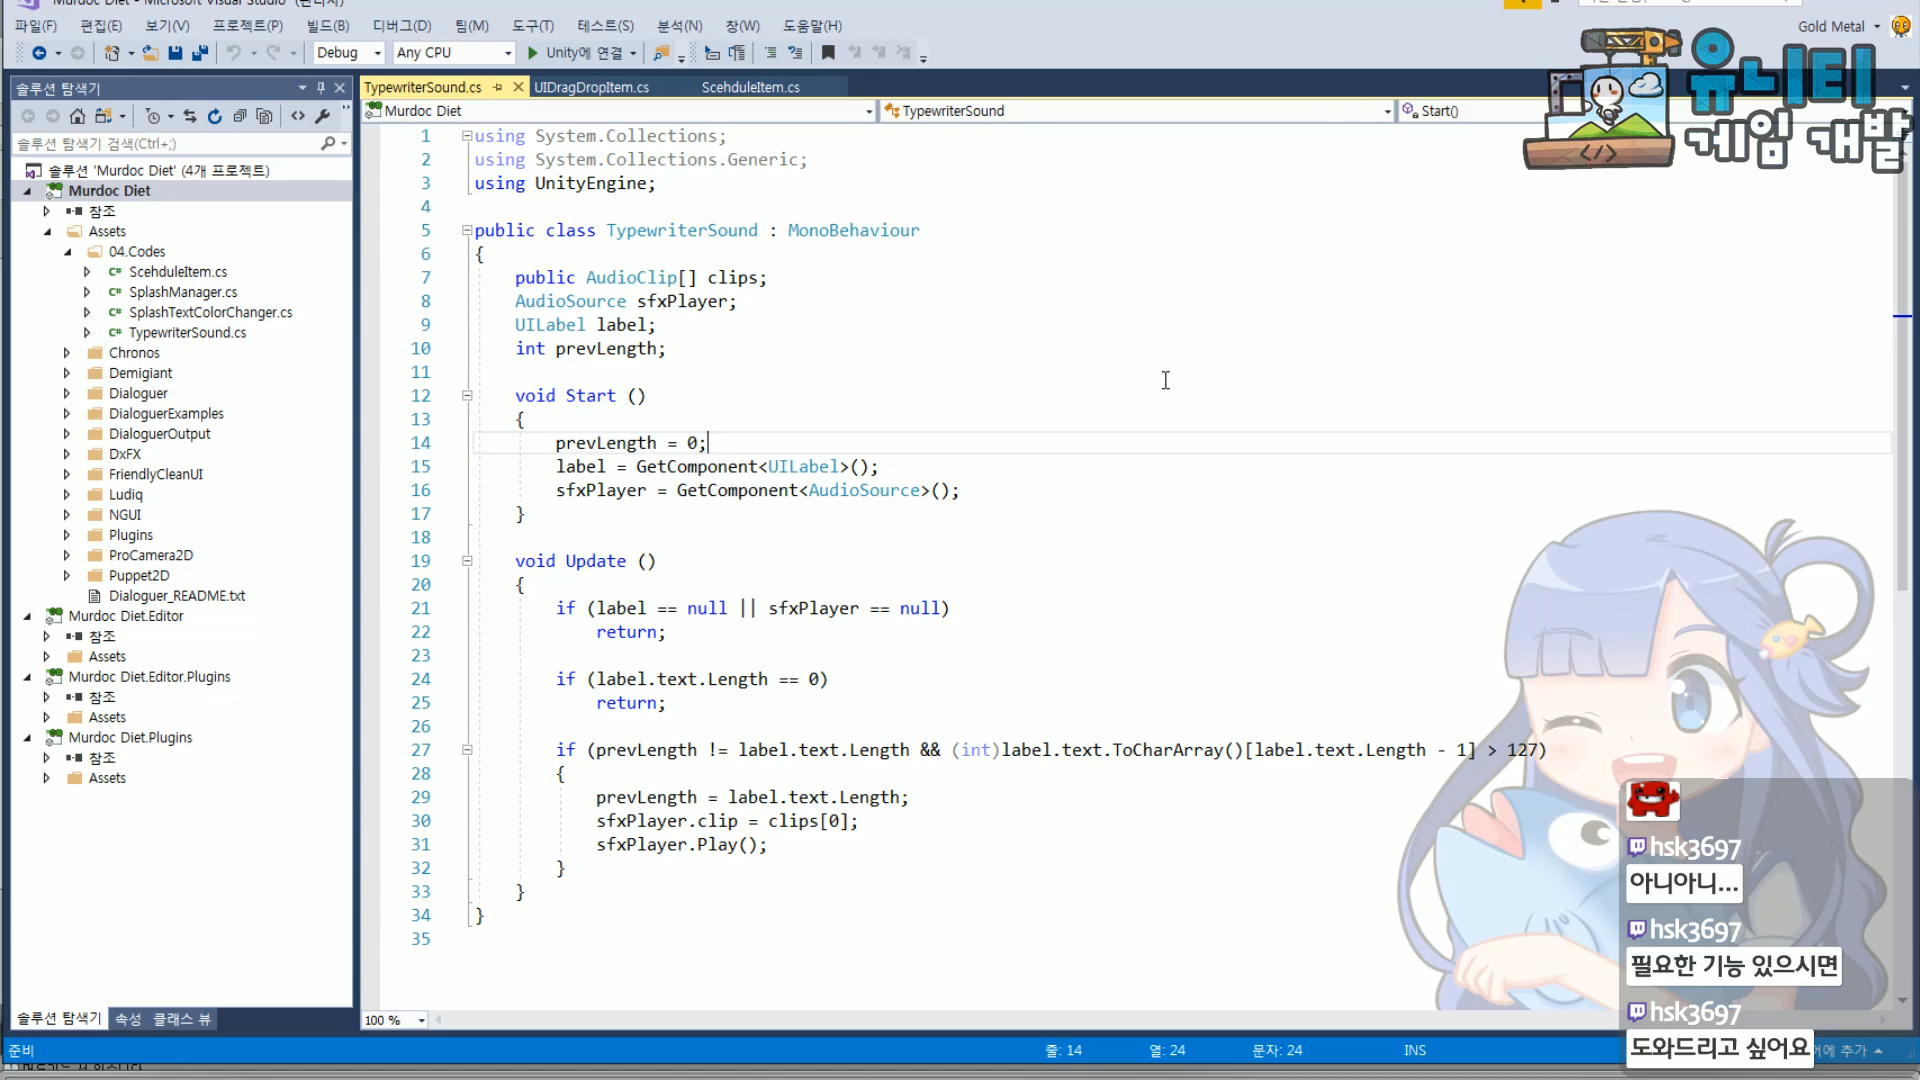 Murdoc Diet - Microsoft Visual Studio (관리자)
파일(F) 편집(E) 보기(V) 프로젝트(P) 빌드(B) 디버그(D) 팀(M) 도구(T) 테스트(S) 분석(N) 창(W) 도움말(H)
Gold Metal
Debug Any CPU Unity에 연결
유니티
게임 개발
</>
솔루션 탐색기
TypewriterSound.cs UIDragDropItem.cs ScehduleItem.cs
Murdoc Diet TypewriterSound Start()
솔루션 탐색기 검색(Ctrl+;)
솔루션 'Murdoc Diet' (4개 프로젝트)
Murdoc Diet
참조
Assets
04.Codes
C# ScehduleItem.cs
C# SplashManager.cs
C# SplashTextColorChanger.cs
C# TypewriterSound.cs
Chronos
Demigiant
Dialoguer
DialoguerExamples
DialoguerOutput
DxFX
FriendlyCleanUI
Ludiq
NGUI
Plugins
ProCamera2D
Puppet2D
Dialoguer_README.txt
Murdoc Diet.Editor
참조
Assets
Murdoc Diet.Editor.Plugins
참조
Assets
Murdoc Diet.Plugins
참조
Assets
솔루션 탐색기 속성 클래스 뷰
1 using System.Collections;
2 using System.Collections.Generic;
3 using UnityEngine;
4
5 public class TypewriterSound : MonoBehaviour
6 {
7 public AudioClip[] clips;
8 AudioSource sfxPlayer;
9 UILabel label;
10 int prevLength;
11
12 void Start ()
13 {
14 prevLength = 0;
15 label = GetComponent<UILabel>();
16 sfxPlayer = GetComponent<AudioSource>();
17 }
18
19 void Update ()
20 {
21 if (label == null || sfxPlayer == null)
22 return;
23
24 if (label.text.Length == 0)
25 return;
26
27 if (prevLength != label.text.Length && (int)label.text.ToCharArray()[label.text.Length - 1] > 127)
28 {
29 prevLength = label.text.Length;
30 sfxPlayer.clip = clips[0];
31 sfxPlayer.Play();
32 }
33 }
34 }
35
100 %
hsk3697
아니아니...
hsk3697
필요한 기능 있으시면
hsk3697
도와드리고 싶어요
준비 줄: 14 열: 24 문자: 24 INS 에 추가